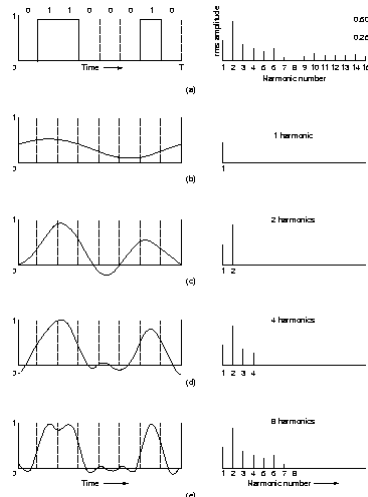 0 1 1 0 0 0 1 0
1
0
Time
T
(a)
rms amplitude
0.50
0.25
1 2 3 4 5 6 7 8 9 10 11 12 13 14 15
Harmonic number
1
0
(b)
1 harmonic
1
1
0
(c)
2 harmonics
1 2
1
0
(d)
4 harmonics
1 2 3 4
1
0
Time
(e)
8 harmonics
1 2 3 4 5 6 7 8
Harmonic number